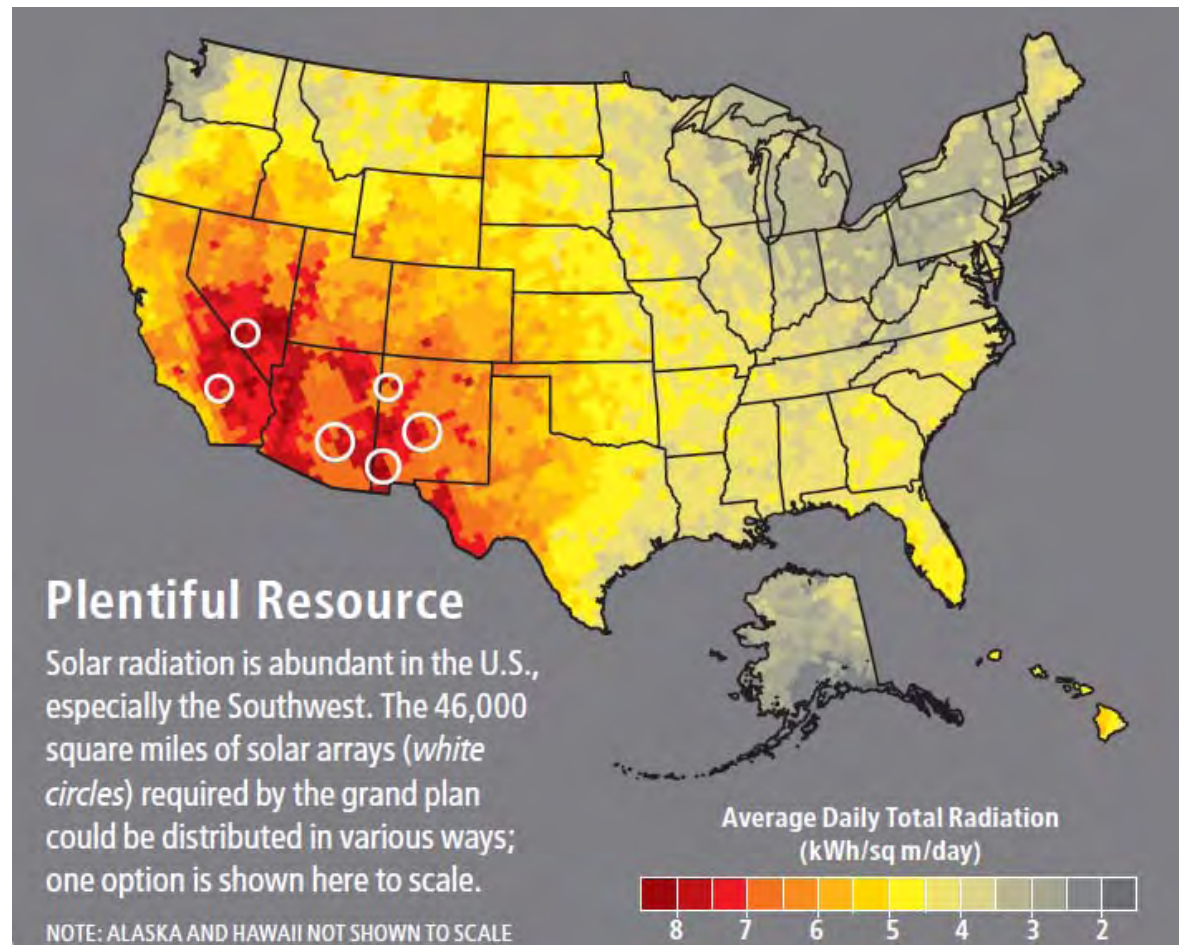 Plentiful Resource
Solar radiation is abundant in the U.S.,
especially the Southwest. The 46,000
square miles of solar arrays (white
circles) required by the grand plan
could be distributed in various ways;
one option is shown here to scale.
NOTE: ALASKA AND HAWAII NOT SHOWN TO SCALE
Average Daily Total Radiation
(kWh/sq m/day)
8 7 6 5 4 3 2